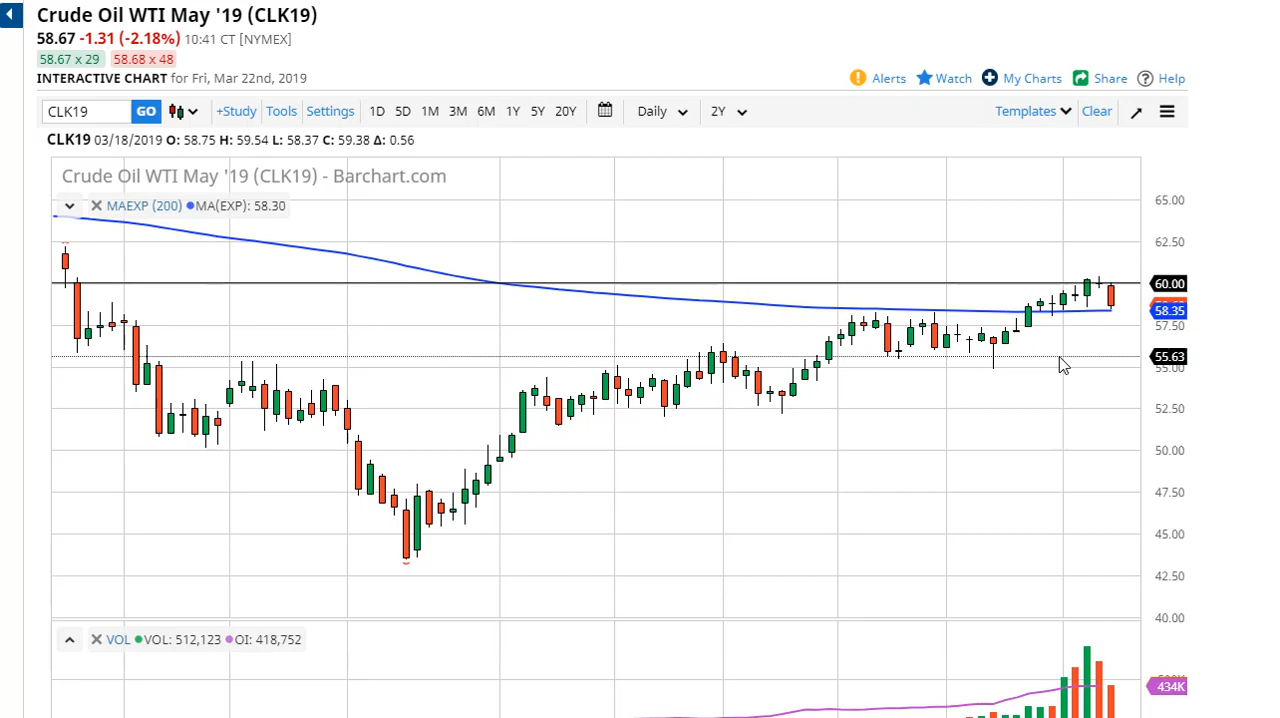 Crude Oil WTI May '19 (CLK19)
58.67 -1.31 (-2.18%) 10:41 CT [NYMEX]
58.67 x 29 58.68 x 48
INTERACTIVE CHART for Fri, Mar 22nd, 2019
Alerts Watch My Charts Share Help
CLK19 GO +Study Tools Settings 1D 5D 1M 3M 6M 1Y 5Y 20Y Daily 2Y Templates Clear
CLK19 03/18/2019 O: 58.75 H: 59.54 L: 58.37 C: 59.38 Δ: 0.56
Crude Oil WTI May '19 (CLK19) - Barchart.com
MAEXP (200) MA(EXP): 58.30
65.00
62.50
60.00
58.35
57.50
55.63
55.00
52.50
50.00
47.50
45.00
42.50
40.00
VOL VOL: 512,123 OI: 418,752
434K